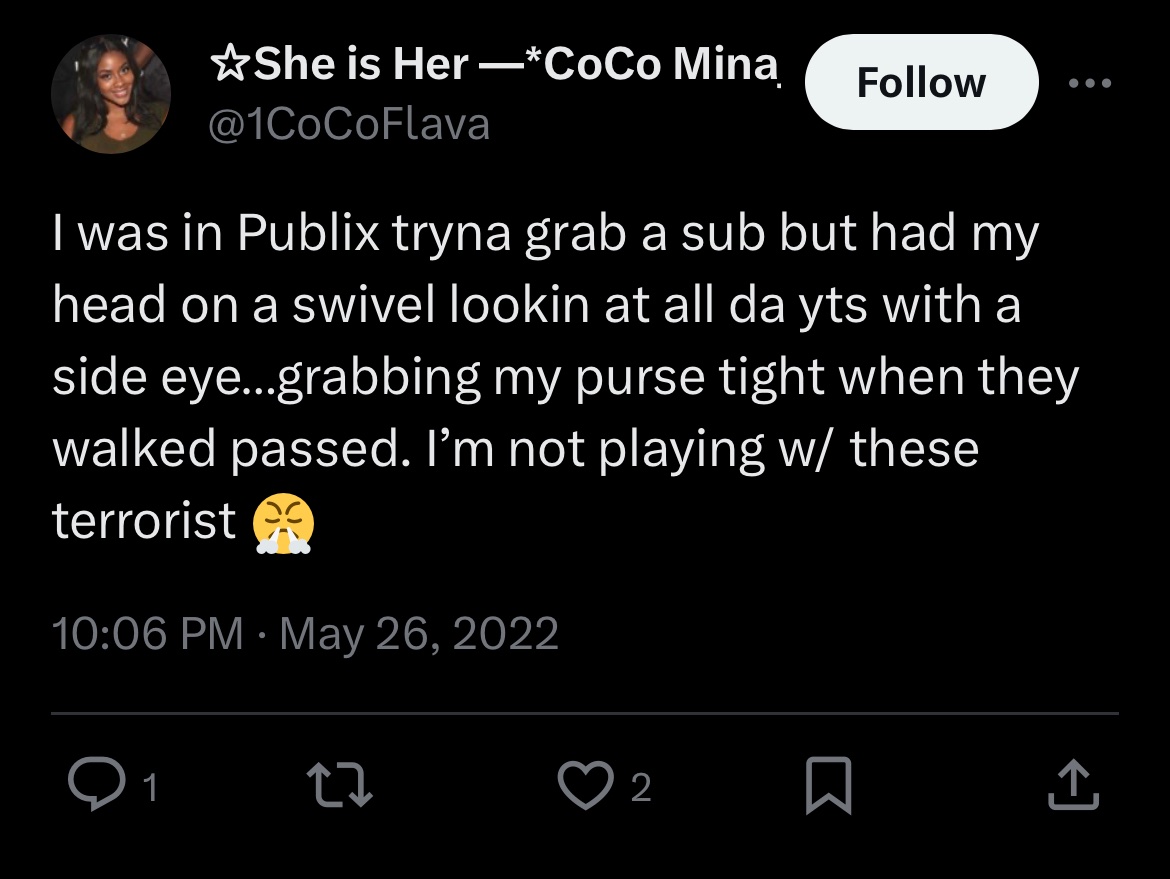 ☆She is Her —*CoCo Mina.
Follow
@1CoCoFlava
I was in Publix tryna grab a sub but had my
head on a swivel lookin at all da yts with a
side eye...grabbing my purse tight when they
walked passed. I’m not playing w/ these
terrorist 😤
10:06 PM · May 26, 2022
1
2